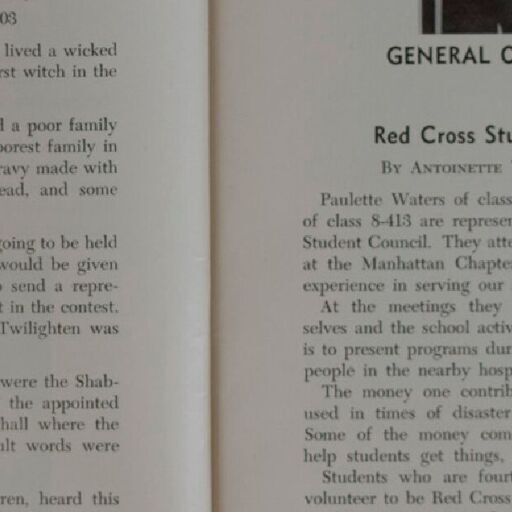 03
lived a wicked
rst witch in the
a poor family
orest family in
ravy made with
ead, and some
going to be held
would be given
send a repre-
t in the contest.
Twilighten was
were the Shab-
the appointed
hall where the
ult words were
ren, heard this
GENERAL
Red Cross Stu
BY ANTOINETTE
Paulette Waters of class
of class 8-413 are represen
Student Council. They atte
at the Manhattan Chapte
experience in serving our
At the meetings they
selves and the school activ
is to present programs dur
people in the nearby hosp
The money one contrib
used in times of disaster
Some of the money com
help students get things,
Students who are fourt
volunteer to be Red Cross